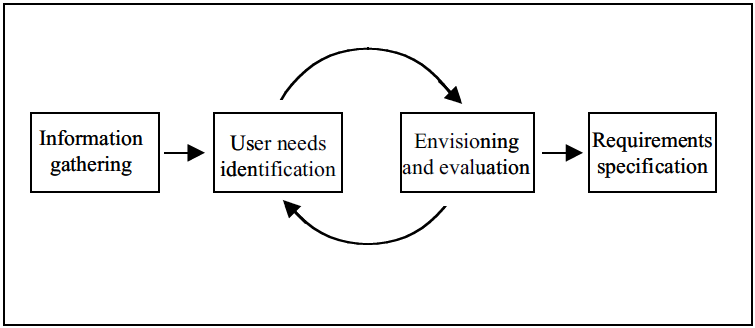 Information
gathering
User needs
identification
Envisioning
and evaluation
Requirements
specification